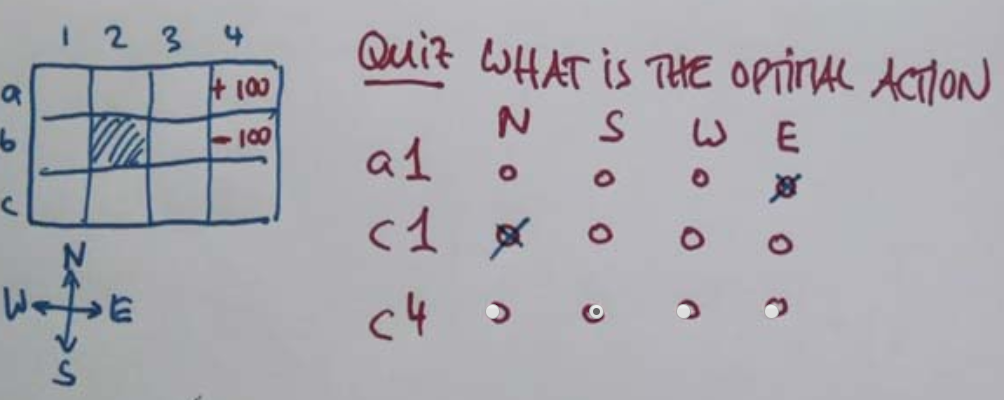 1 2 3 4
a +100
b -100
c
N
W E
S
Quiz WHAT iS THE OPTIMAL ACTION
N S W E
a1
c1
c4